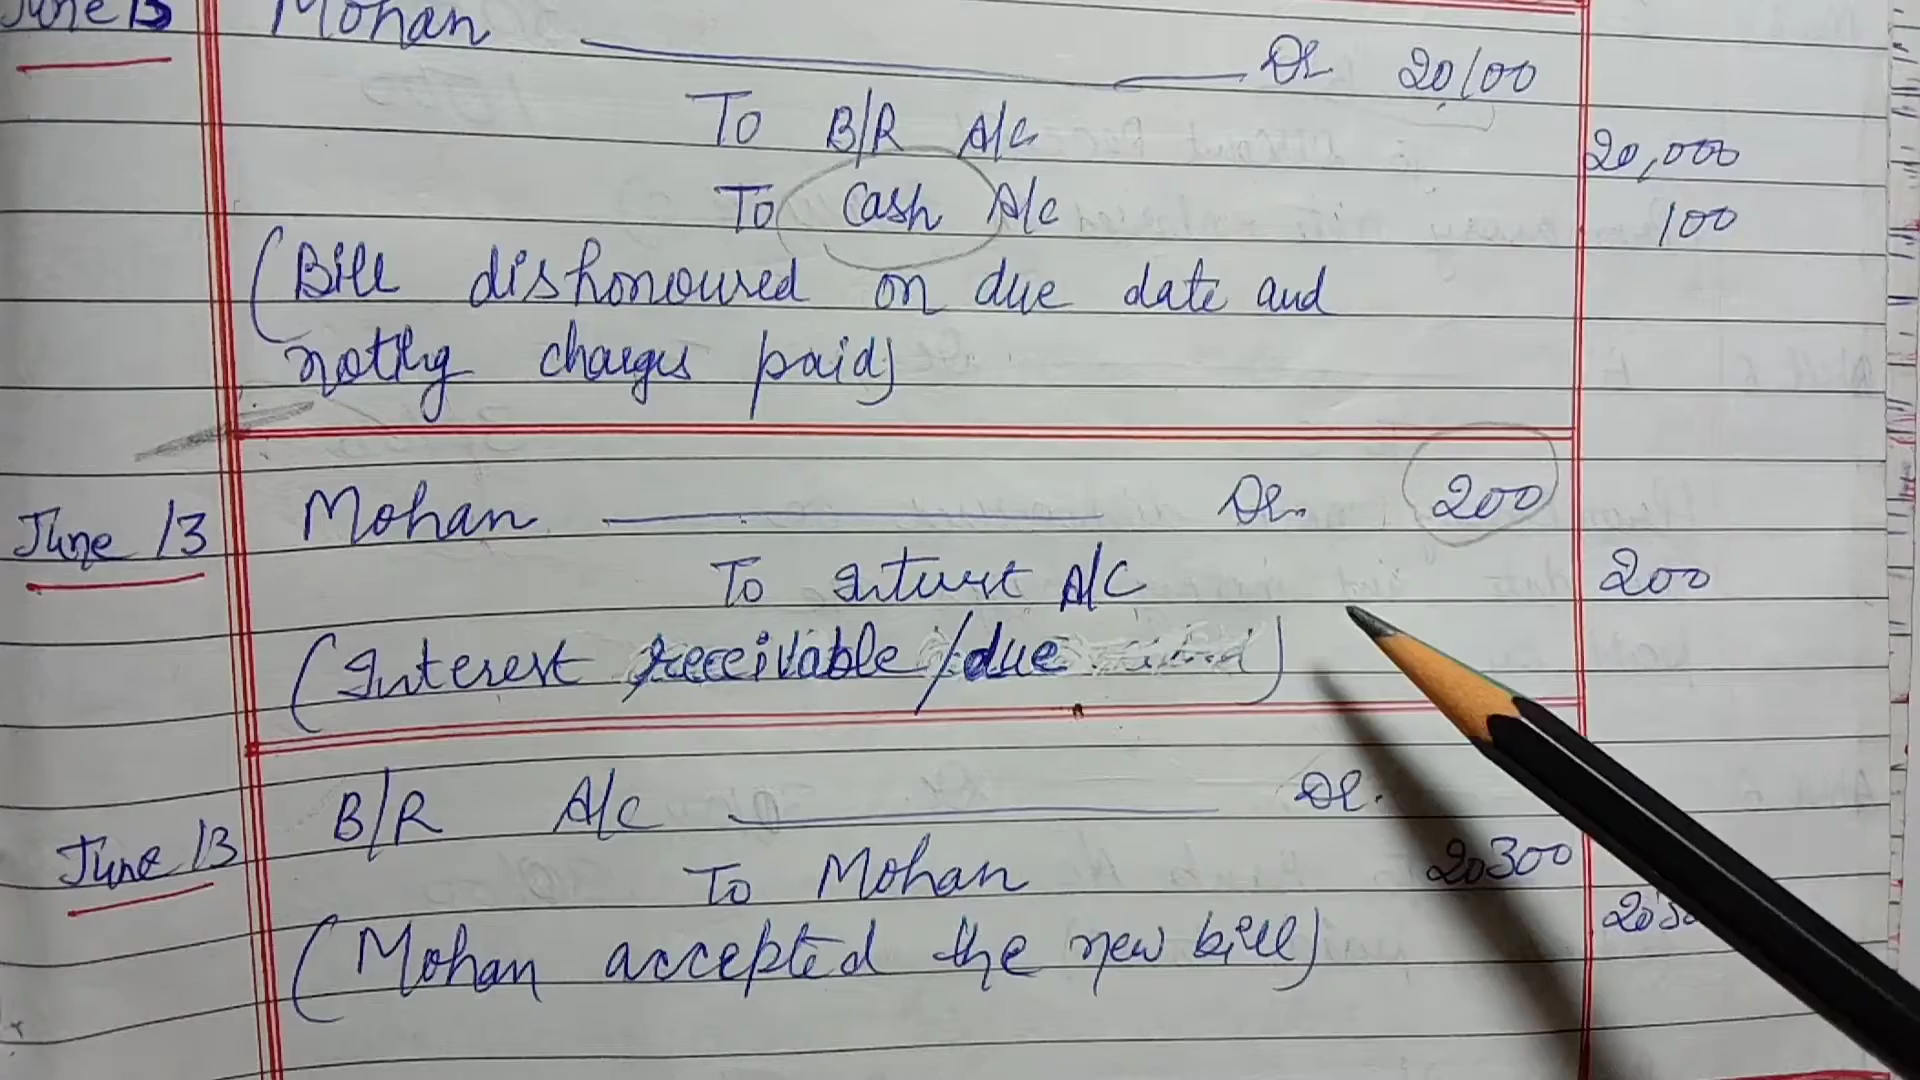 June 13 Mohan Dr. 20100
To B/R A/c 20,000
To Cash A/c 100
(Bill dishonoured on due date and
noting charges paid)
June 13 Mohan Dr. 200
To Interest A/C 200
(Interest receivable/due)
June 13 B/R A/c Dr.
To Mohan 20300
(Mohan accepted the new bill)